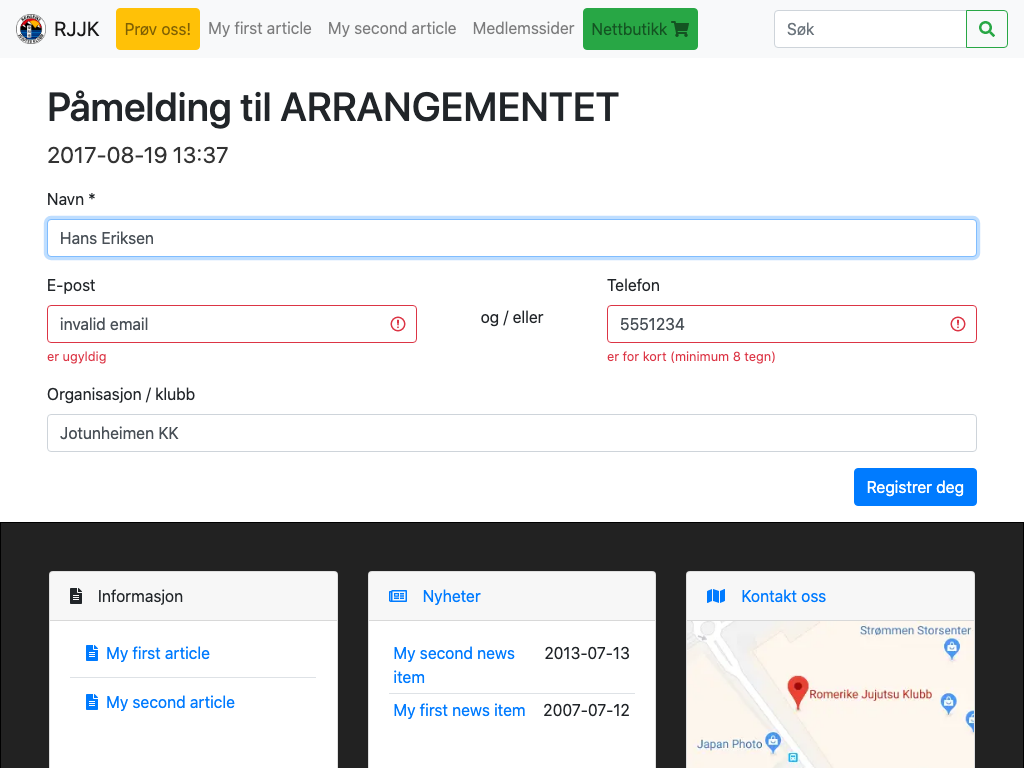 RJJK Prøv oss! My first article My second article Medlemssider Nettbutikk Søk
Påmelding til ARRANGEMENTET
2017-08-19 13:37
Navn *
Hans Eriksen
E-post
Telefon
invalid email
og / eller
5551234
er ugyldig
er for kort (minimum 8 tegn)
Organisasjon / klubb
Jotunheimen KK
Registrer deg
Informasjon
My first article
My second article
Nyheter
My second news item 2013-07-13
My first news item 2007-07-12
Kontakt oss
Strømmen Storsenter
Romerike Jujutsu Klubb
Japan Photo